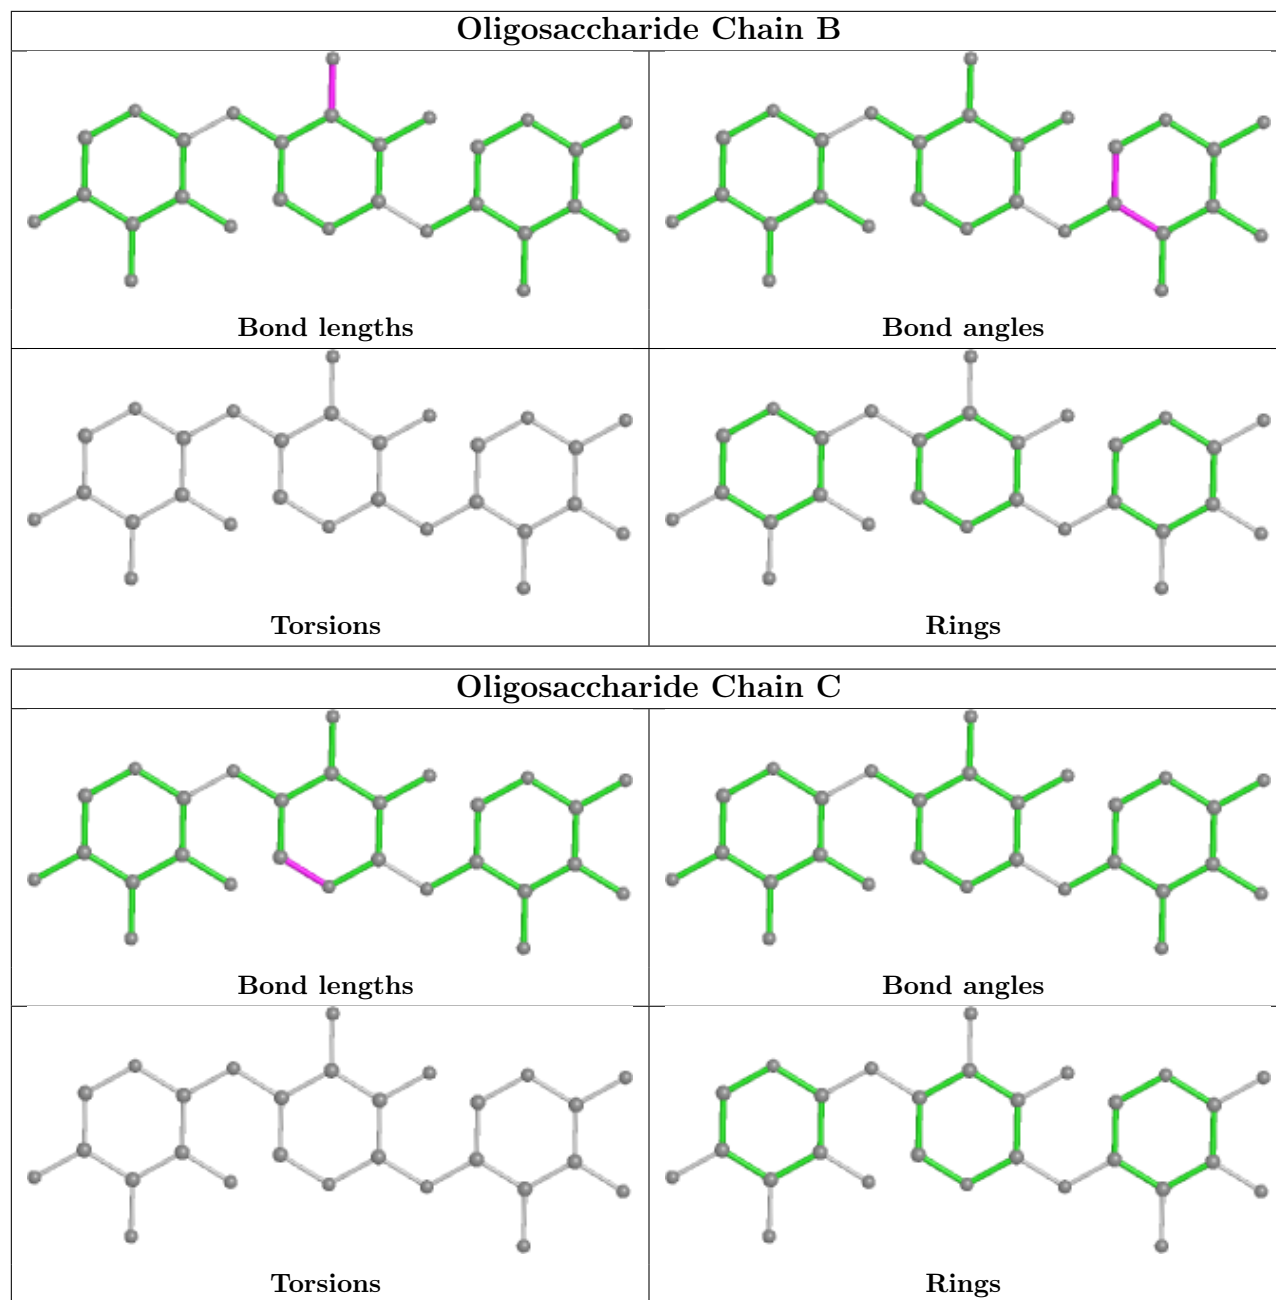 Oligosaccharide Chain B
Bond lengths
Bond angles
Torsions
Rings
Oligosaccharide Chain C
Bond lengths
Bond angles
Torsions
Rings